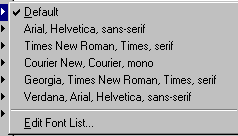 Default
Arial, Helvetica, sans-serif
Times New Roman, Times, serif
Courier New, Courier, mono
Georgia, Times New Roman, Times, serif
Verdana, Arial, Helvetica, sans-serif
Edit Font List...